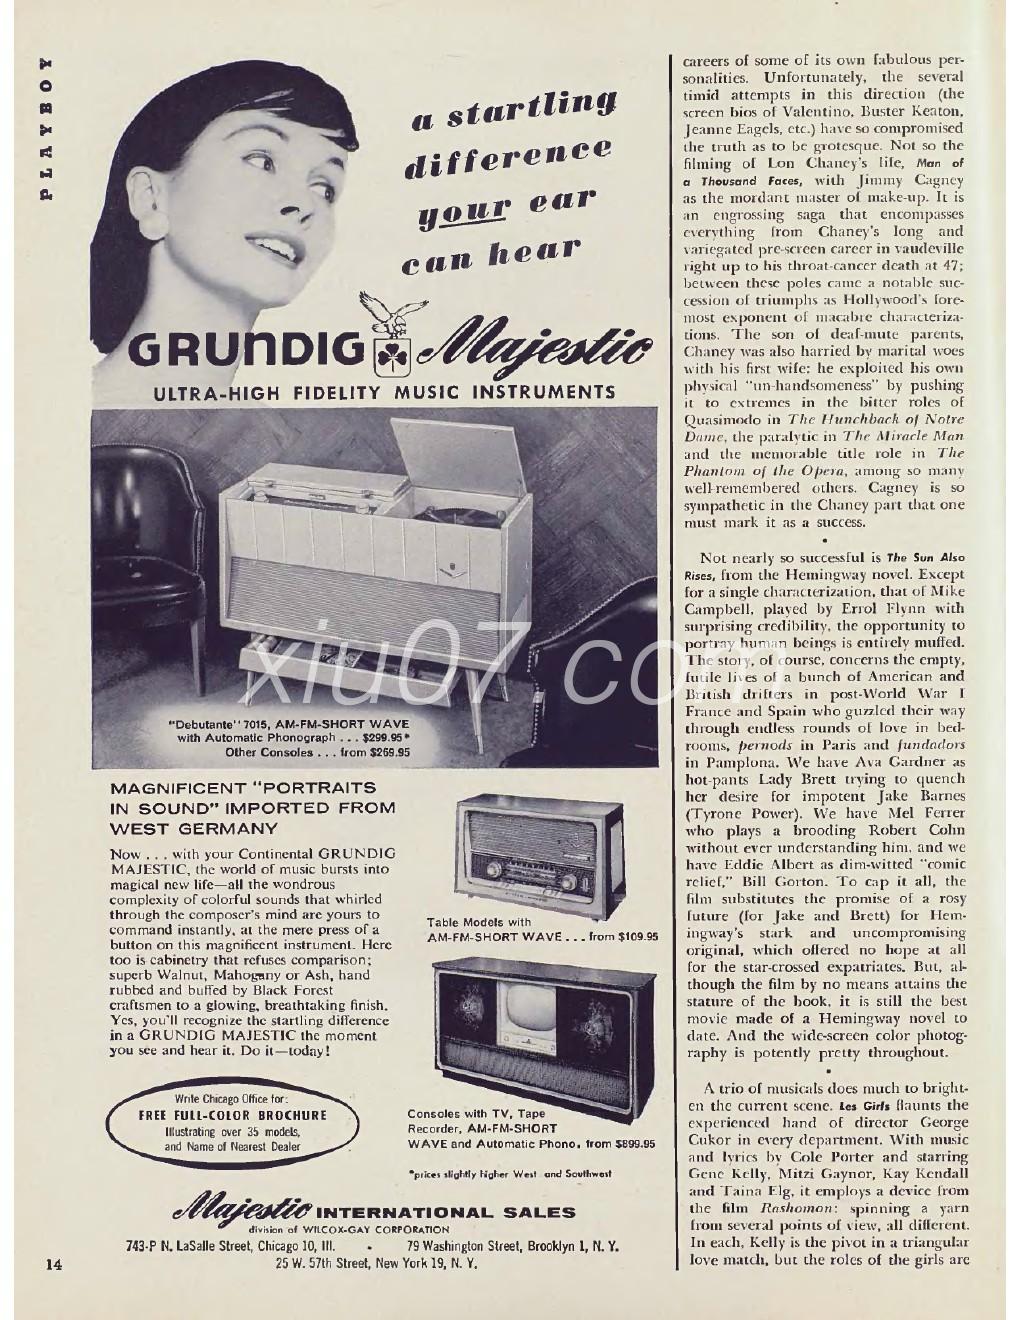 PLAYBOY
a startling
difference
your ear
can hear
GRUNDIG Majestic
ULTRA-HIGH FIDELITY MUSIC INSTRUMENTS
"Debutante" 7015, AM-FM-SHORT WAVE
with Automatic Phonograph . . . $299.95*
Other Consoles . . . from $269.95
MAGNIFICENT "PORTRAITS
IN SOUND" IMPORTED FROM
WEST GERMANY
Now . . . with your Continental GRUNDIG
MAJESTIC, the world of music bursts into
magical new life—all the wondrous
complexity of colorful sounds that whirled
through the composer's mind are yours to
command instantly, at the mere press of a
button on this magnificent instrument. Here
too is cabinetry that refuses comparison;
superb Walnut, Mahogany or Ash, hand
rubbed and buffed by Black Forest
craftsmen to a glowing, breathtaking finish.
Yes, you'll recognize the startling difference
in a GRUNDIG MAJESTIC the moment
you see and hear it. Do it—today!
Table Models with
AM-FM-SHORT WAVE . . . from $109.95
Write Chicago Office for:
FREE FULL-COLOR BROCHURE
Illustrating over 35 models,
and Name of Nearest Dealer
Consoles with TV, Tape
Recorder, AM-FM-SHORT
WAVE and Automatic Phono, from $899.95
*prices slightly higher West and Southwest
Majestic INTERNATIONAL SALES
division of WILCOX-GAY CORPORATION
743-P N. LaSalle Street, Chicago 10, Ill. • 79 Washington Street, Brooklyn 1, N. Y.
25 W. 57th Street, New York 19, N. Y.
14
careers of some of its own fabulous per-
sonalities. Unfortunately, the several
timid attempts in this direction (the
screen bios of Valentino, Buster Keaton,
Jeanne Eagels, etc.) have so compromised
the truth as to be grotesque. Not so the
filming of Lon Chaney's life, Man of
a Thousand Faces, with Jimmy Cagney
as the mordant master of make-up. It is
an engrossing saga that encompasses
everything from Chaney's long and
variegated pre-screen career in vaudeville
right up to his throat-cancer death at 47;
between these poles came a notable suc-
cession of triumphs as Hollywood's fore-
most exponent of macabre characteriza-
tions. The son of deaf-mute parents,
Chaney was also harried by marital woes
with his first wife; he exploited his own
physical "un-handsomeness" by pushing
it to extremes in the bitter roles of
Quasimodo in The Hunchback of Notre
Dame, the paralytic in The Miracle Man
and the memorable title role in The
Phantom of the Opera, among so many
well-remembered others. Cagney is so
sympathetic in the Chaney part that one
must mark it as a success.
•
Not nearly so successful is The Sun Also
Rises, from the Hemingway novel. Except
for a single characterization, that of Mike
Campbell, played by Errol Flynn with
surprising credibility, the opportunity to
portray human beings is entirely muffed.
The story, of course, concerns the empty,
futile lives of a bunch of American and
British drifters in post-World War I
France and Spain who guzzled their way
through endless rounds of love in bed-
rooms, pernods in Paris and fundadors
in Pamplona. We have Ava Gardner as
hot-pants Lady Brett trying to quench
her desire for impotent Jake Barnes
(Tyrone Power). We have Mel Ferrer
who plays a brooding Robert Cohn
without ever understanding him, and we
have Eddie Albert as dim-witted "comic
relief," Bill Gorton. To cap it all, the
film substitutes the promise of a rosy
future (for Jake and Brett) for Hem-
ingway's stark and uncompromising
original, which offered no hope at all
for the star-crossed expatriates. But, al-
though the film by no means attains the
stature of the book, it is still the best
movie made of a Hemingway novel to
date. And the wide-screen color photog-
raphy is potently pretty throughout.
•
A trio of musicals does much to bright-
en the current scene. Les Girls flaunts the
experienced hand of director George
Cukor in every department. With music
and lyrics by Cole Porter and starring
Gene Kelly, Mitzi Gaynor, Kay Kendall
and Taina Elg, it employs a device from
the film Rashomon: spinning a yarn
from several points of view, all different.
In each, Kelly is the pivot in a triangular
love match, but the roles of the girls are
xiu07 com